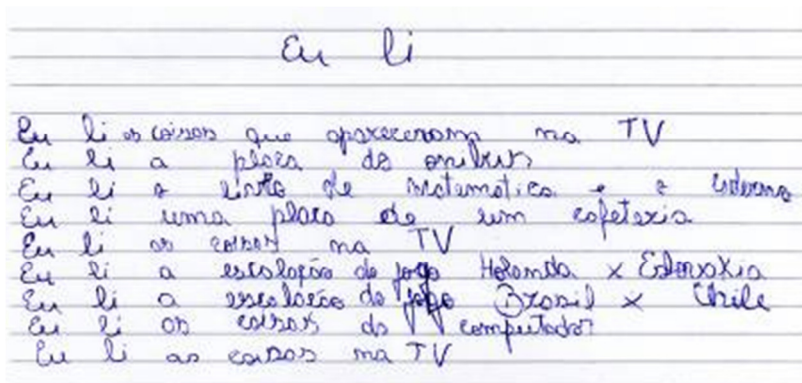 Eu li
Eu li as coisas que apareceram na TV
Eu li a placa do onibus
Eu li o livro de matematica e o caderno
Eu li uma placa de um cafeteria
Eu li as coisas na TV
Eu li a escalação do jogo Holanda x Eslovakia
Eu li a escalação do jogo Brasil x Chile
Eu li as coisas do computador
Eu li as coisas na TV